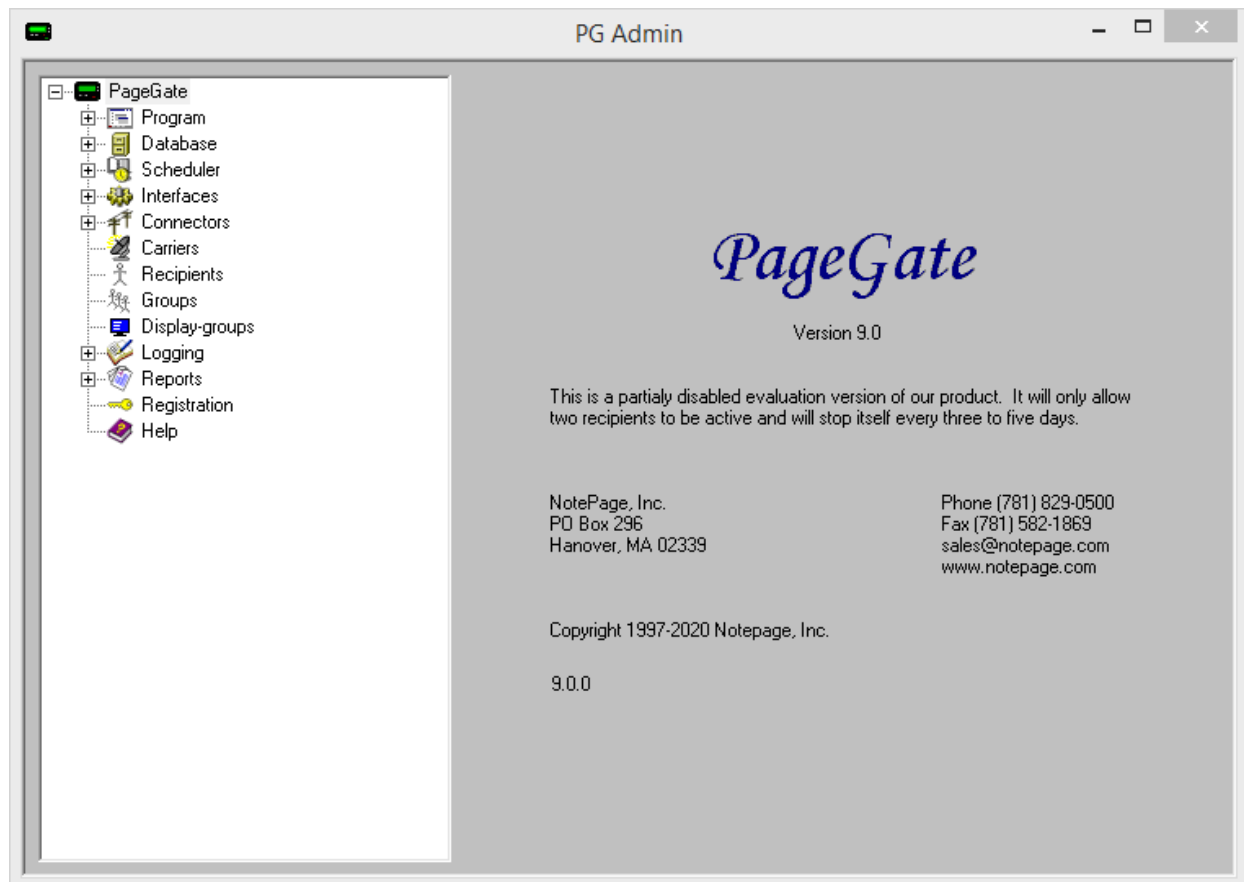 PG Admin
PageGate
Program
Database
Scheduler
Interfaces
Connectors
Carriers
Recipients
Groups
Display-groups
Logging
Reports
Registration
Help
PageGate
Version 9.0
This is a partialy disabled evaluation version of our product.  It will only allow
two recipients to be active and will stop itself every three to five days.
NotePage, Inc.
PO Box 296
Hanover, MA 02339
Phone (781) 829-0500
Fax (781) 582-1869
sales@notepage.com
www.notepage.com
Copyright 1997-2020 Notepage, Inc.
9.0.0